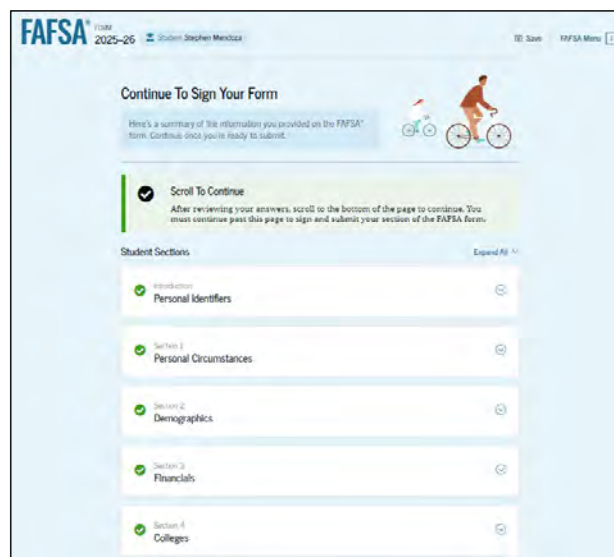 FAFSA® FORM
2025–26
Student Stephen Mendoza
Save
FAFSA Menu
Continue To Sign Your Form
Here's a summary of the information you provided on the FAFSA®
form. Continue once you're ready to submit.
Scroll To Continue
After reviewing your answers, scroll to the bottom of the page to continue. You
must continue past this page to sign and submit your section of the FAFSA form.
Student Sections
Expand All
Introduction
Personal Identifiers
Section 1
Personal Circumstances
Section 2
Demographics
Section 3
Financials
Section 4
Colleges